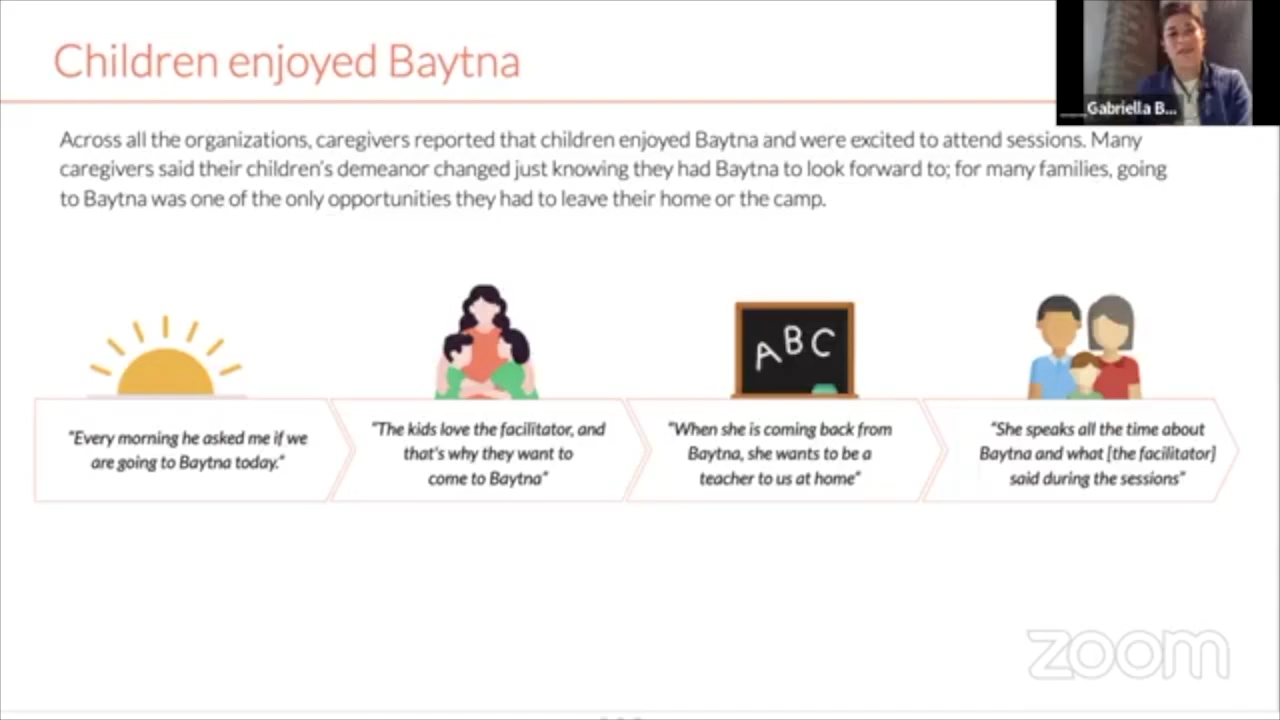 Children enjoyed Baytna
Gabriella B...
Across all the organizations, caregivers reported that children enjoyed Baytna and were excited to attend sessions. Many
caregivers said their children's demeanor changed just knowing they had Baytna to look forward to; for many families, going
to Baytna was one of the only opportunities they had to leave their home or the camp.
ABC
"Every morning he asked me if we
are going to Baytna today."
"The kids love the facilitator, and
that's why they want to
come to Baytna"
"When she is coming back from
Baytna, she wants to be a
teacher to us at home"
"She speaks all the time about
Baytna and what [the facilitator]
said during the sessions"
zoom